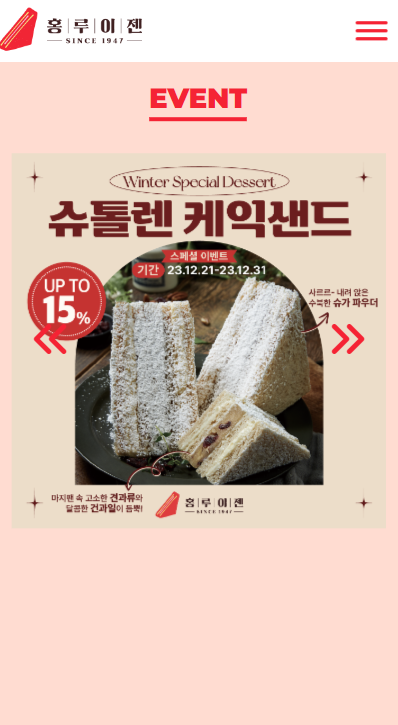 홍루이젠
SINCE 1947
EVENT
Winter Special Dessert
슈톨렌 케익샌드
스페셜 이벤트
기간 23.12.21-23.12.31
UP TO
15%
사르르~ 내려 앉은
수북한 슈가 파우더
마지팬 속 고소한 견과류와
달콤한 건과일이 듬뿍!
홍루이젠
SINCE 1947